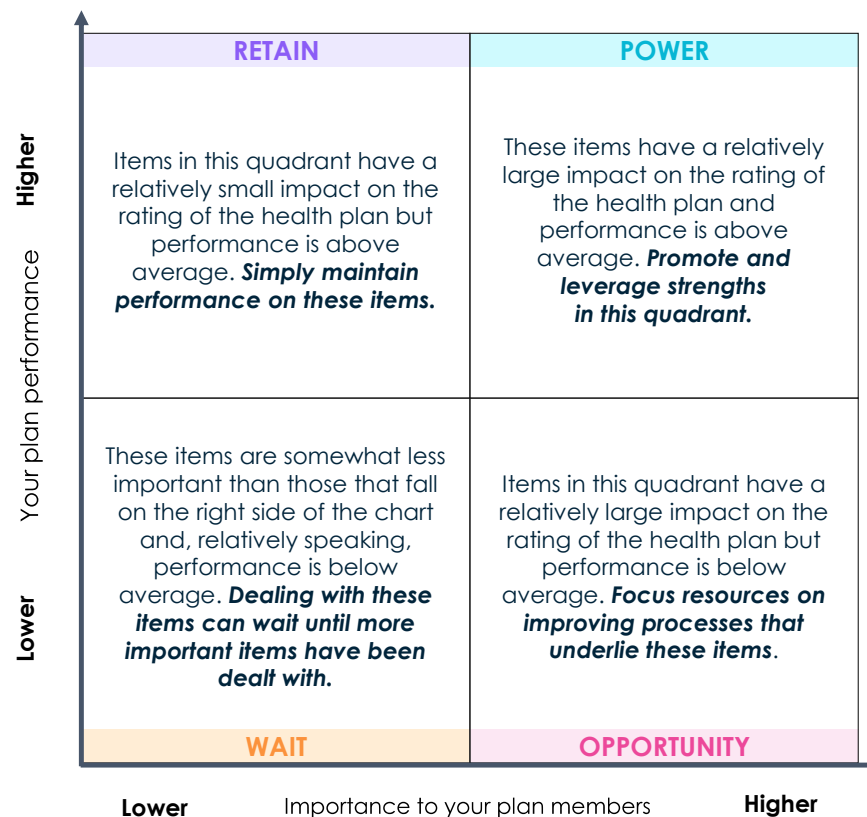 RETAIN
Items in this quadrant have a
relatively small impact on the
rating of the health plan but
performance is above
average. Simply maintain
performance on these items.
POWER
These items have a relatively
large impact on the rating of
the health plan and
performance is above
average. Promote and
leverage strengths
in this quadrant.
Higher
Your plan performance
Lower
These items are somewhat less
important than those that fall
on the right side of the chart
and, relatively speaking,
performance is below
average. Dealing with these
items can wait until more
important items have been
dealt with.
WAIT
Items in this quadrant have a
relatively large impact on the
rating of the health plan but
performance is below
average. Focus resources on
improving processes that
underlie these items.
OPPORTUNITY
Lower
Importance to your plan members
Higher